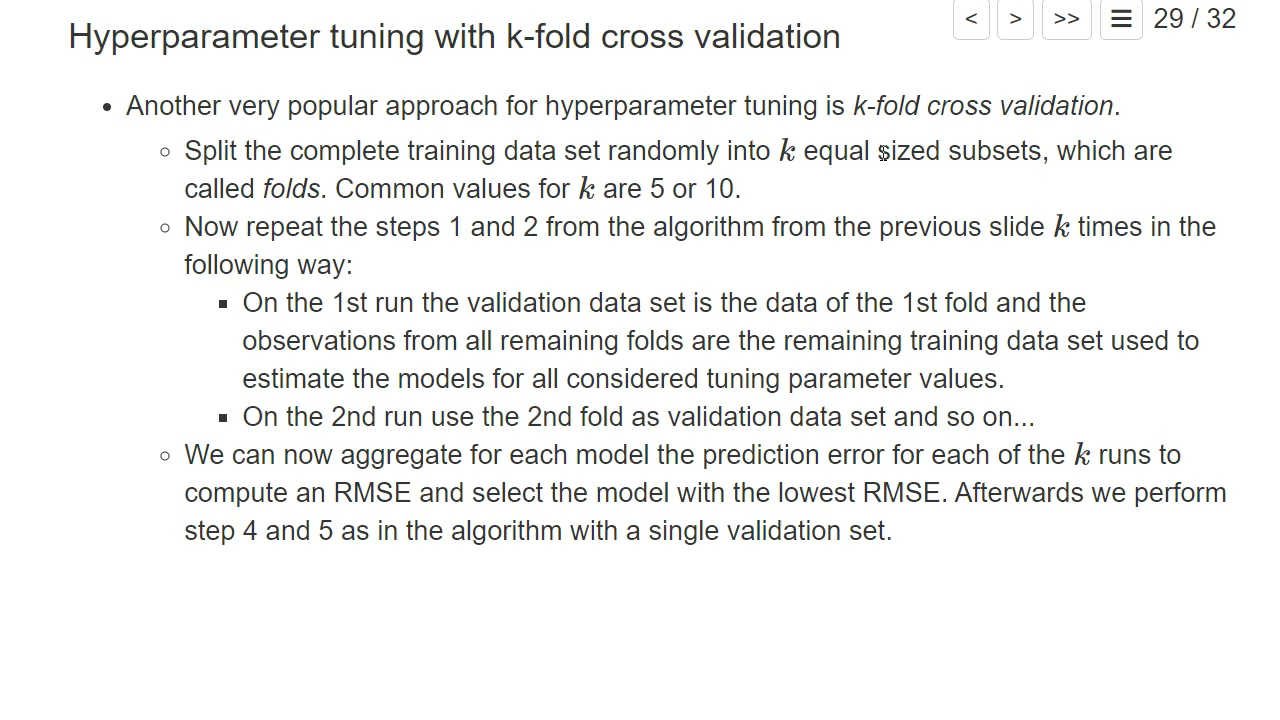 Hyperparameter tuning with k-fold cross validation
< > >> ☰ 29 / 32
• Another very popular approach for hyperparameter tuning is k-fold cross validation.
◦ Split the complete training data set randomly into k equal sized subsets, which are
called folds. Common values for k are 5 or 10.
◦ Now repeat the steps 1 and 2 from the algorithm from the previous slide k times in the
following way:
▪ On the 1st run the validation data set is the data of the 1st fold and the
observations from all remaining folds are the remaining training data set used to
estimate the models for all considered tuning parameter values.
▪ On the 2nd run use the 2nd fold as validation data set and so on...
◦ We can now aggregate for each model the prediction error for each of the k runs to
compute an RMSE and select the model with the lowest RMSE. Afterwards we perform
step 4 and 5 as in the algorithm with a single validation set.